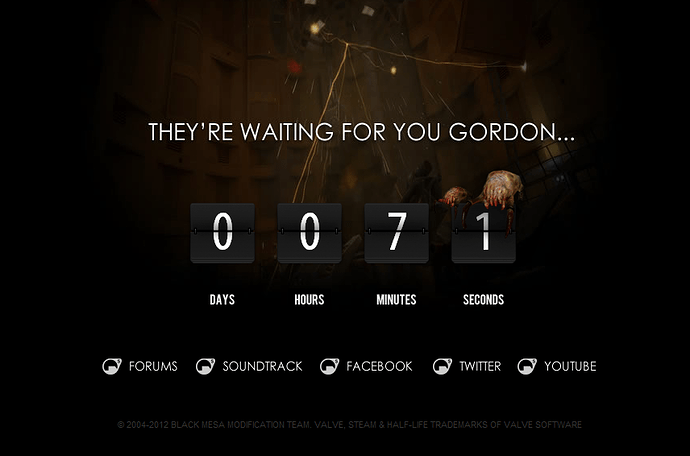 THEY'RE WAITING FOR YOU GORDON...
0 0 7 1
DAYS HOURS MINUTES SECONDS
FORUMS SOUNDTRACK FACEBOOK TWITTER YOUTUBE
© 2004-2012 BLACK MESA MODIFICATION TEAM. VALVE, STEAM & HALF-LIFE TRADEMARKS OF VALVE SOFTWARE